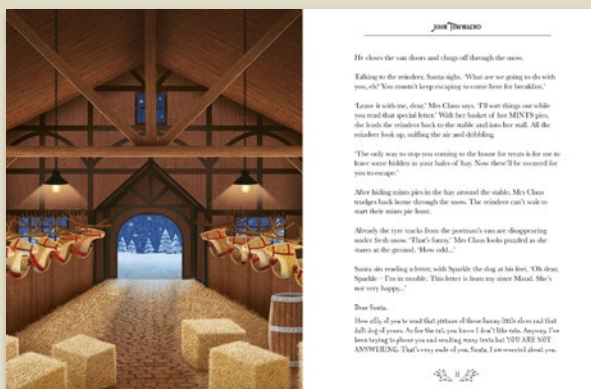 JOHN TOWNSEND
He closes the van doors and chugs off through the snow.
Talking to the reindeer, Santa sighs. 'What are we going to do with
you, eh? You mustn't keep escaping to come here for breakfast.'
'Leave it with me, dear,' Mrs Claus says. 'I'll sort things out while
you read that special letter.' With her basket of hot MINTS pies,
she leads the reindeer back to the stable and into her stall. All the
reindeer look up, sniffing the air and dribbling.
'The only way to stop you coming to the house for treats is for me to
leave some hidden in your bales of hay. Now there'll be no need for
you to escape.'
After hiding mints pies in the hay around the stable, Mrs Claus
trudges back home through the snow. The reindeer can't wait to
start their mints pie hunt.
Already the tyre tracks from the postman's van are disappearing
under fresh snow. 'That's funny.' Mrs Claus looks puzzled as she
stares at the ground. 'How odd...'
Santa sits reading a letter, with Sparkle the dog at his feet. 'Oh dear,
Sparkle – I'm in trouble. This letter is from my sister Maud. She's
not very happy...'
Dear Santa,
How silly of you to send that picture of those funny little elves and that
daft dog of yours. As for the cat, you know I don't like cats. Anyway, I've
been trying to phone you and sending many texts but YOU ARE NOT
ANSWERING. That's very rude of you, Santa. I am worried about you.
11